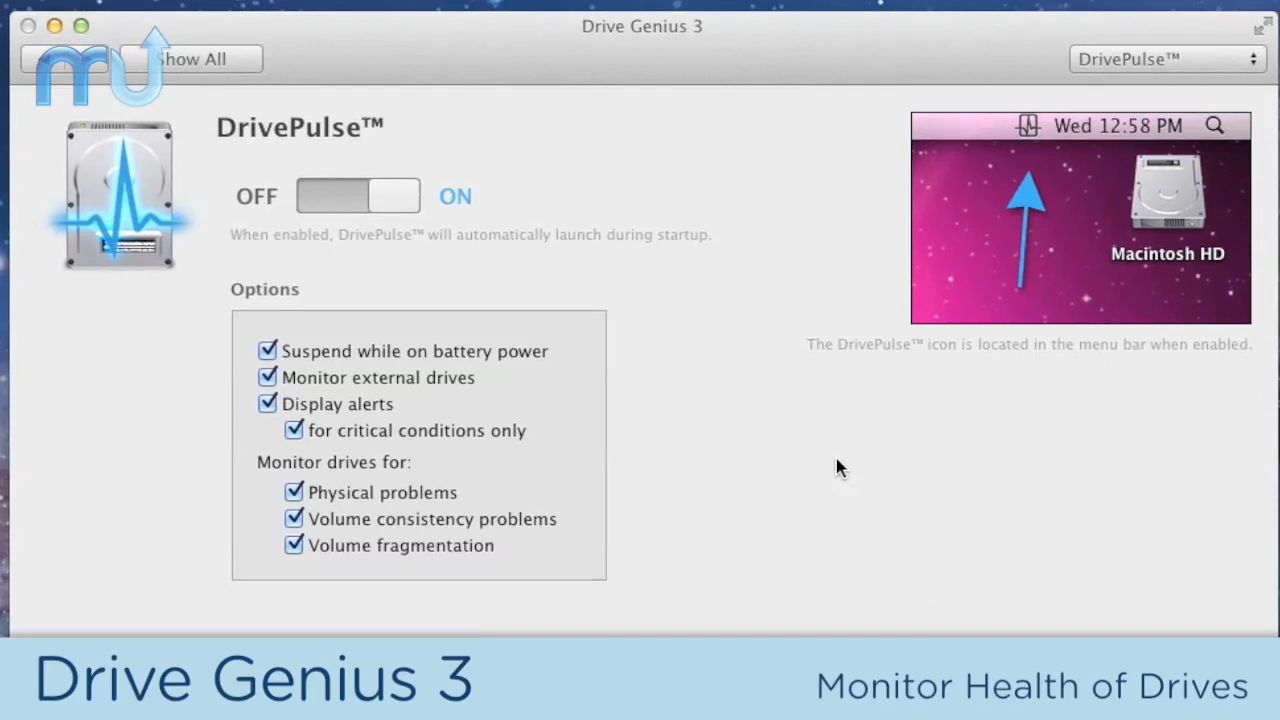 Drive Genius 3
mu
Show All
DrivePulse™
DrivePulse™
OFF
ON
When enabled, DrivePulse™ will automatically launch during startup.
Options
Suspend while on battery power
Monitor external drives
Display alerts
for critical conditions only
Monitor drives for:
Physical problems
Volume consistency problems
Volume fragmentation
Wed 12:58 PM
Macintosh HD
The DrivePulse™ icon is located in the menu bar when enabled.
Drive Genius 3
Monitor Health of Drives